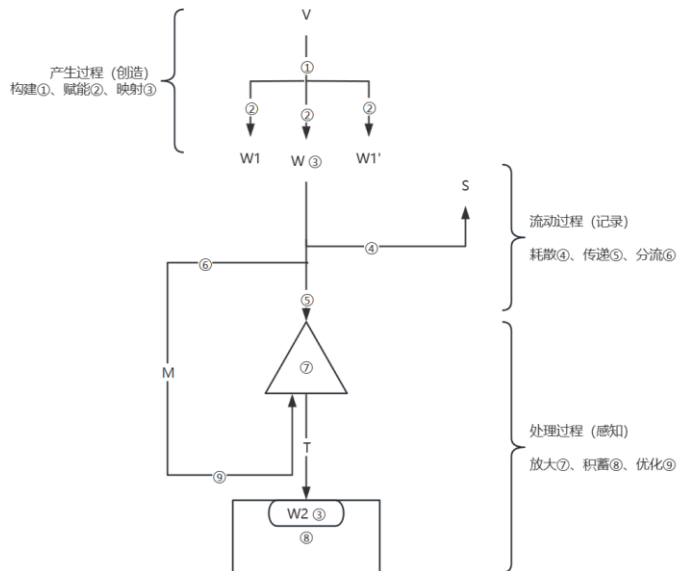 V
产生过程（创造）
构建①、赋能②、映射③
①
② ② ②
W1 W ③ W1'
S
流动过程（记录）
耗散④、传递⑤、分流⑥
④
⑥
⑤
⑦
M
处理过程（感知）
放大⑦、积蓄⑧、优化⑨
T
⑨
W2 ③
⑧